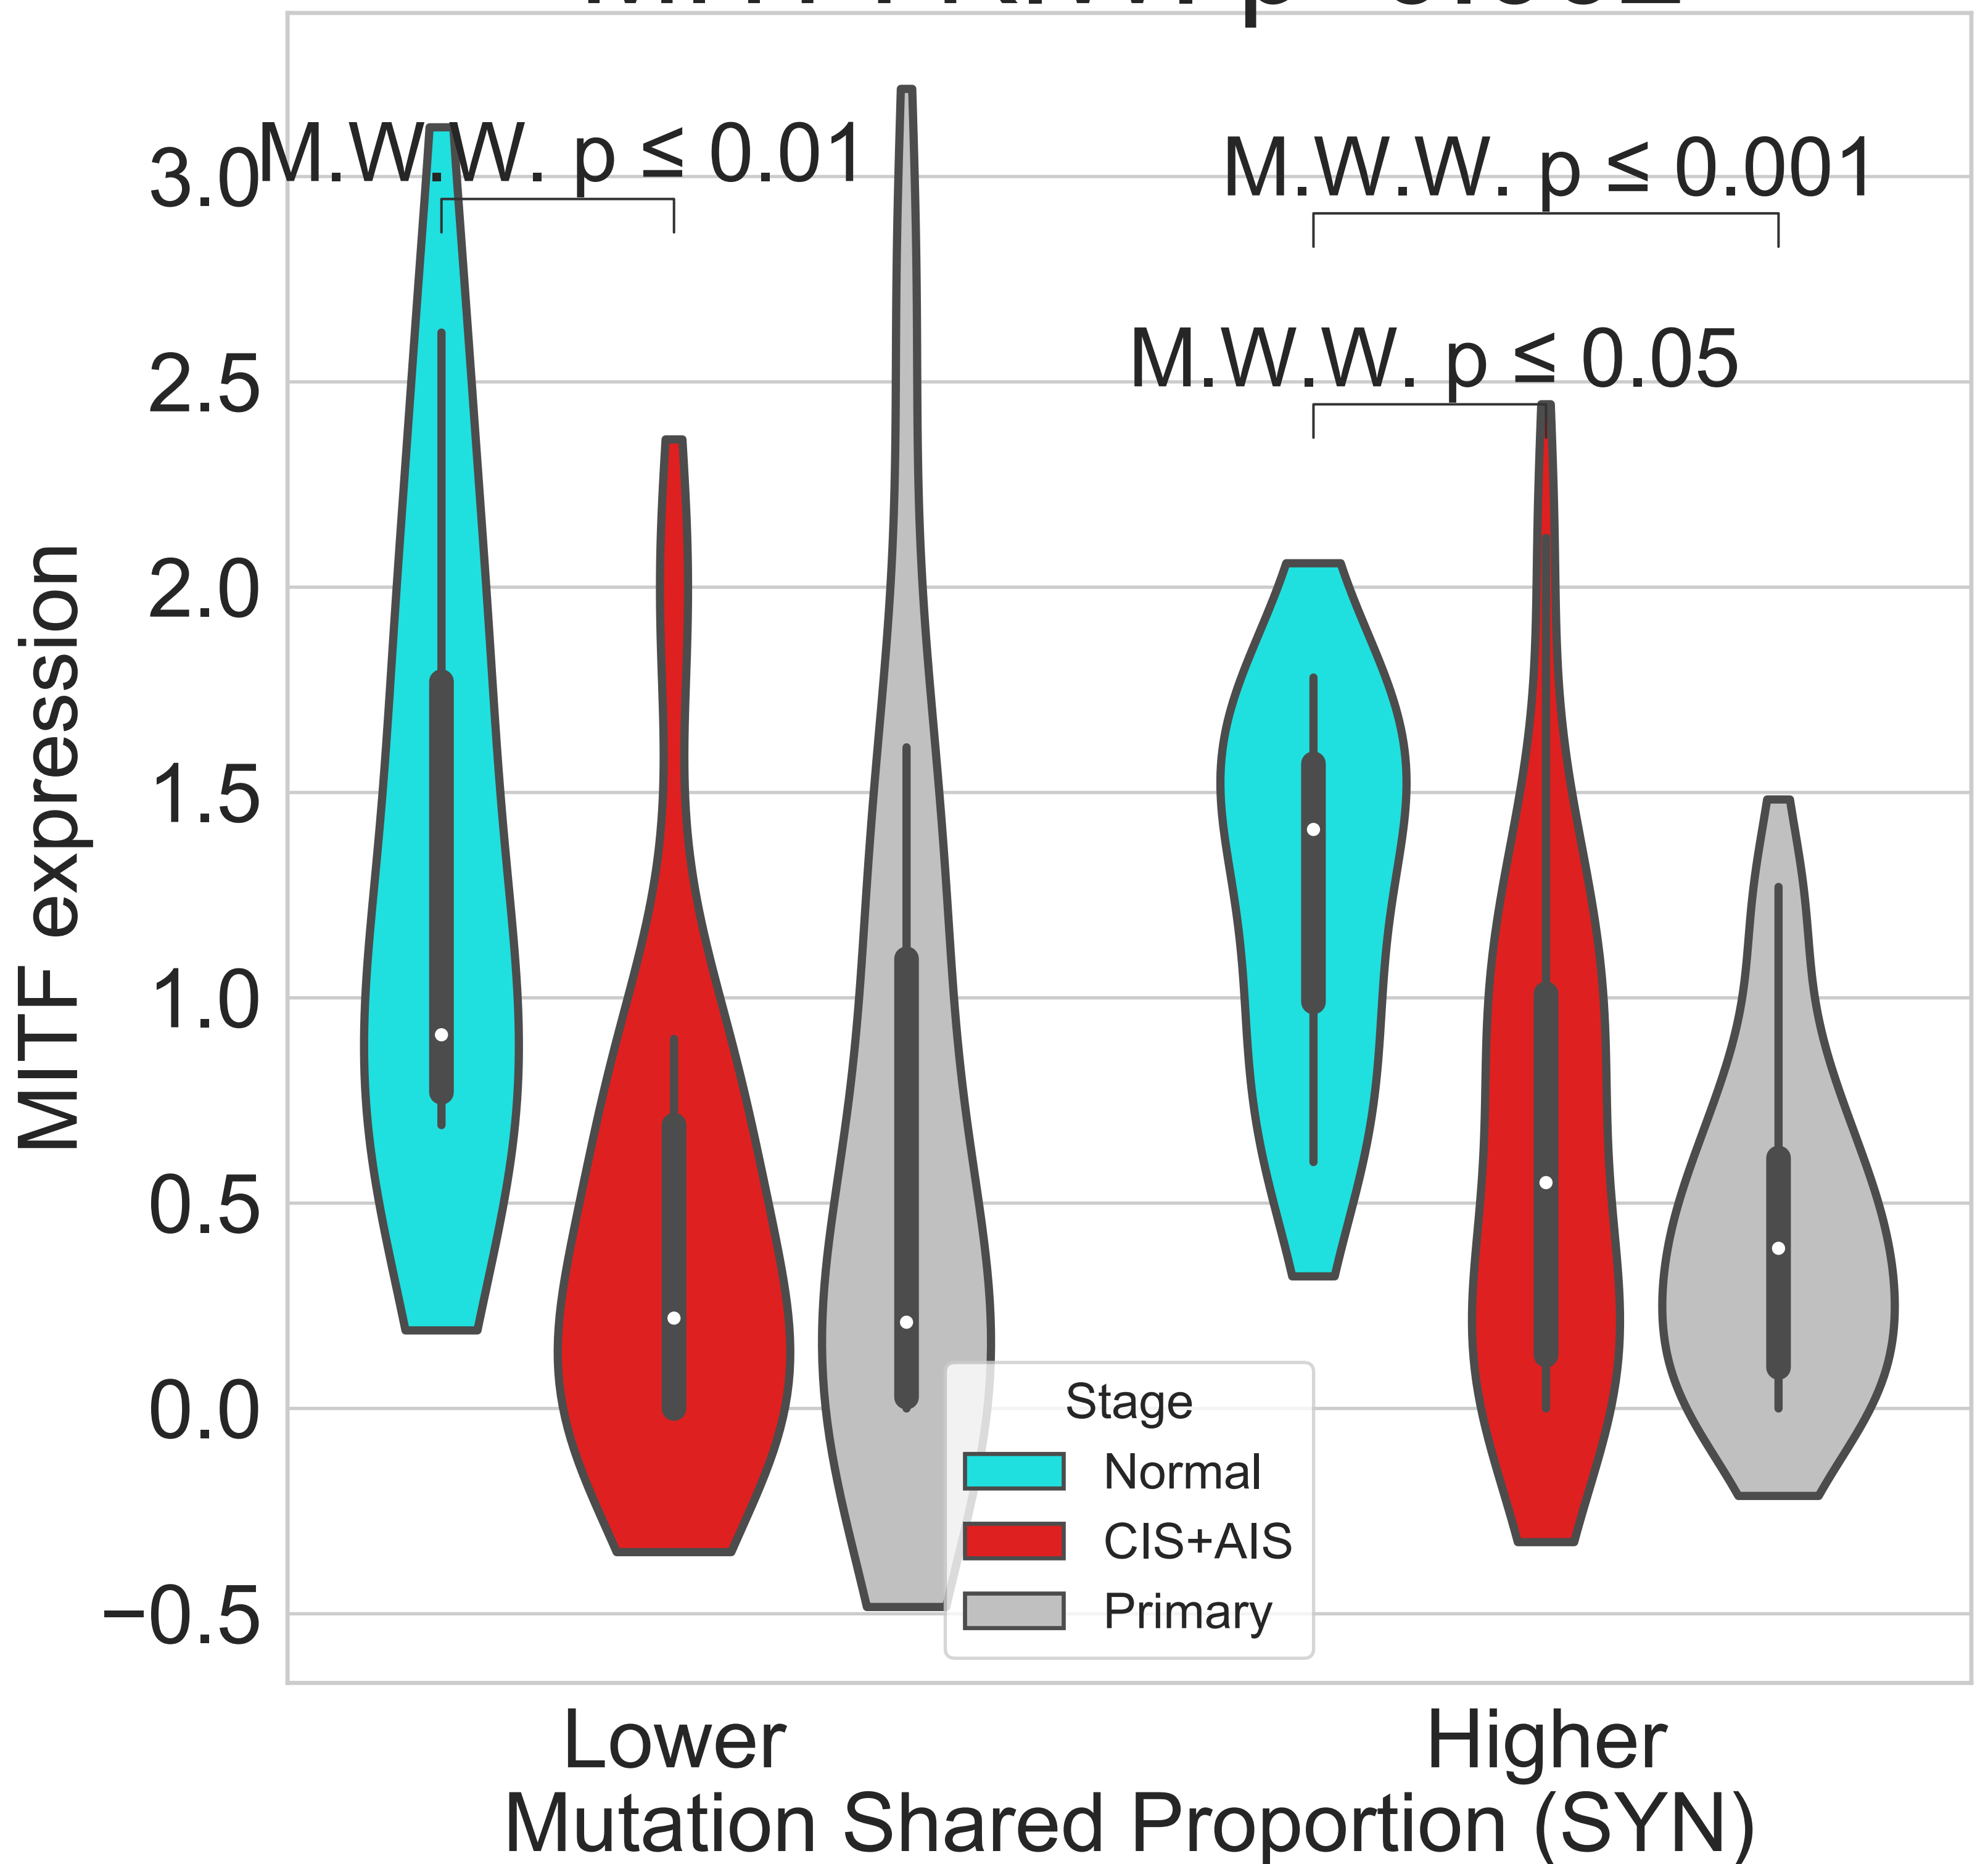 M.W.W. p ≤ 0.01
M.W.W. p ≤ 0.001
M.W.W. p ≤ 0.05
3.0
2.5
2.0
1.5
1.0
0.5
0.0
−0.5
MITF expression
Stage
Normal
CIS+AIS
Primary
Lower
Higher
Mutation Shared Proportion (SYN)